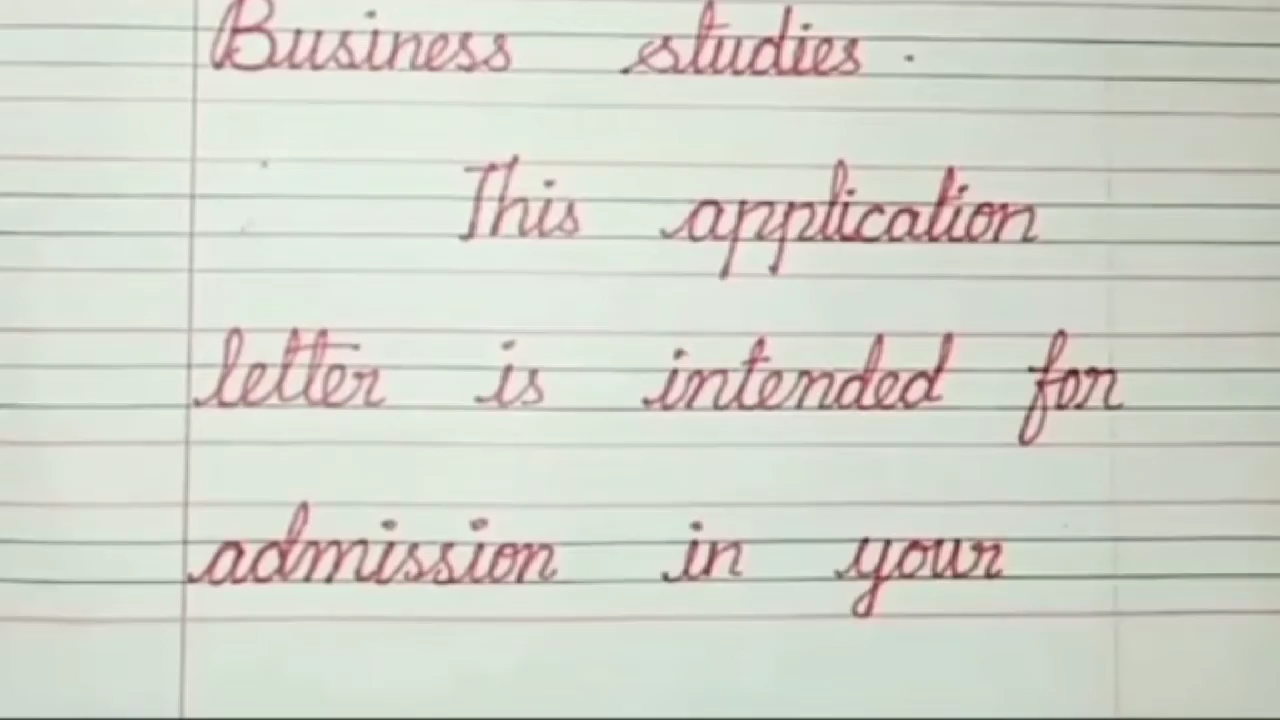 Business studies.
This application
letter is intended for
admission in your